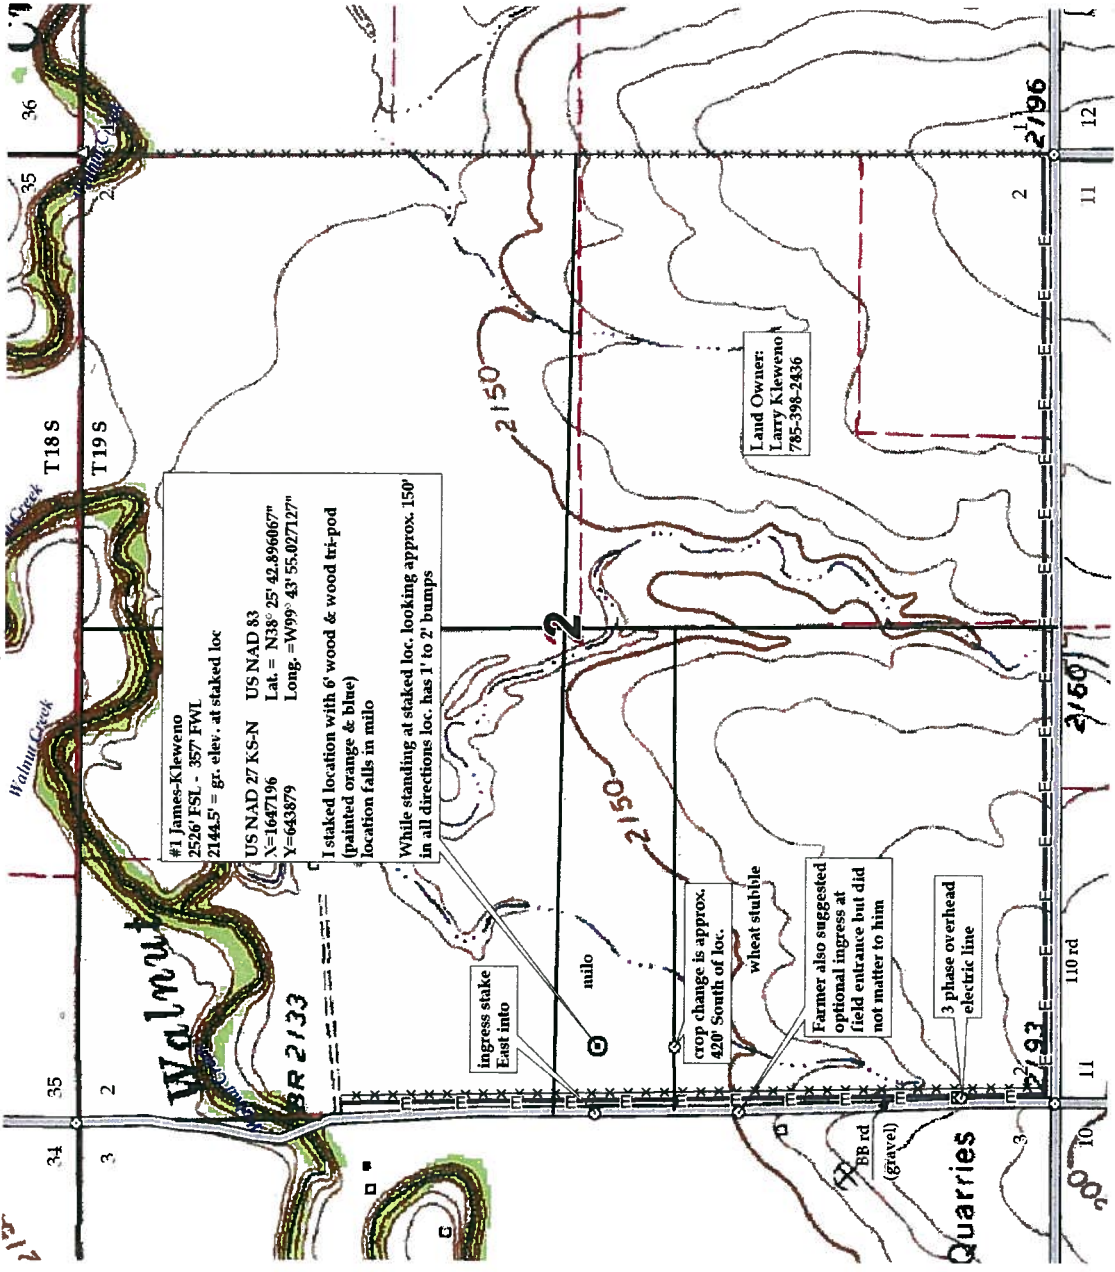 #1 James-Kleweno
2526' FSL - 357' FWL
2144.5' = gr. elev. at staked loc
US NAD 27 KS-N US NAD 83
X=1647196 Lat. = N38° 25' 42.896067"
Y=643879 Long. =W99° 43' 55.027127"
I staked location with 6' wood & wood tri-pod
(painted orange & blue)
location falls in milo
While standing at staked loc. looking approx. 150'
in all directions loc. has 1' to 2' bumps
34
35
3
2
Walnut Creek
T18 S
T19 S
35
36
2
Walnut
BR 2133
ingress stake
East into
milo
crop change is approx.
420' South of loc.
wheat stubble
Farmer also suggested
optional ingress at
field entrance but did
not matter to him
3 phase overhead
electric line
2
2150
2150
Land Owner:
Larry Kleweno
785-398-2436
BB rd
(gravel)
Quarries
3
2
2193
10
11
110 rd
2150
2
2196
11
12